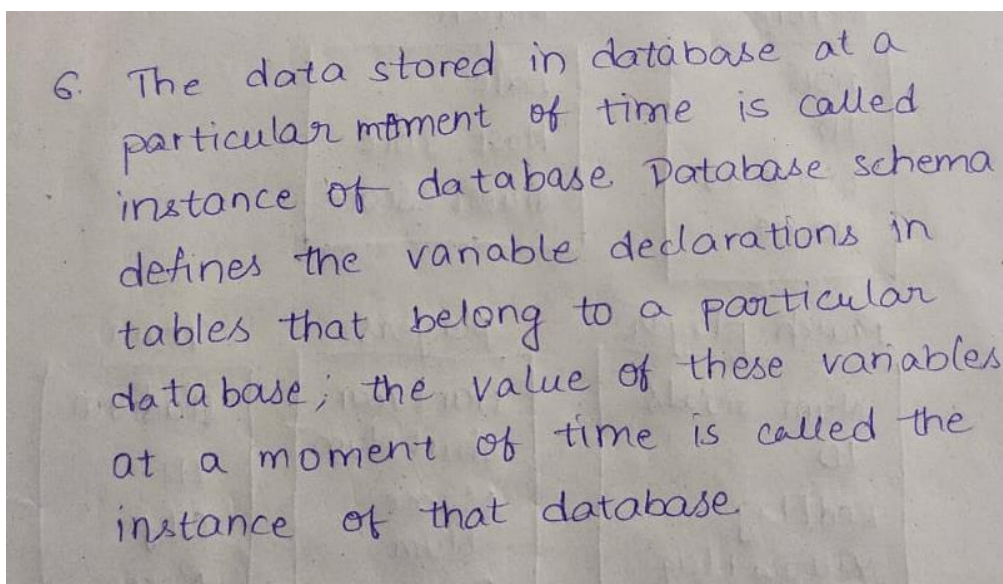 6. The data stored in database at a
particular moment of time is called
instance of database. Database schema
defines the variable declarations in
tables that belong to a particular
database; the value of these variables
at a moment of time is called the
instance of that database.